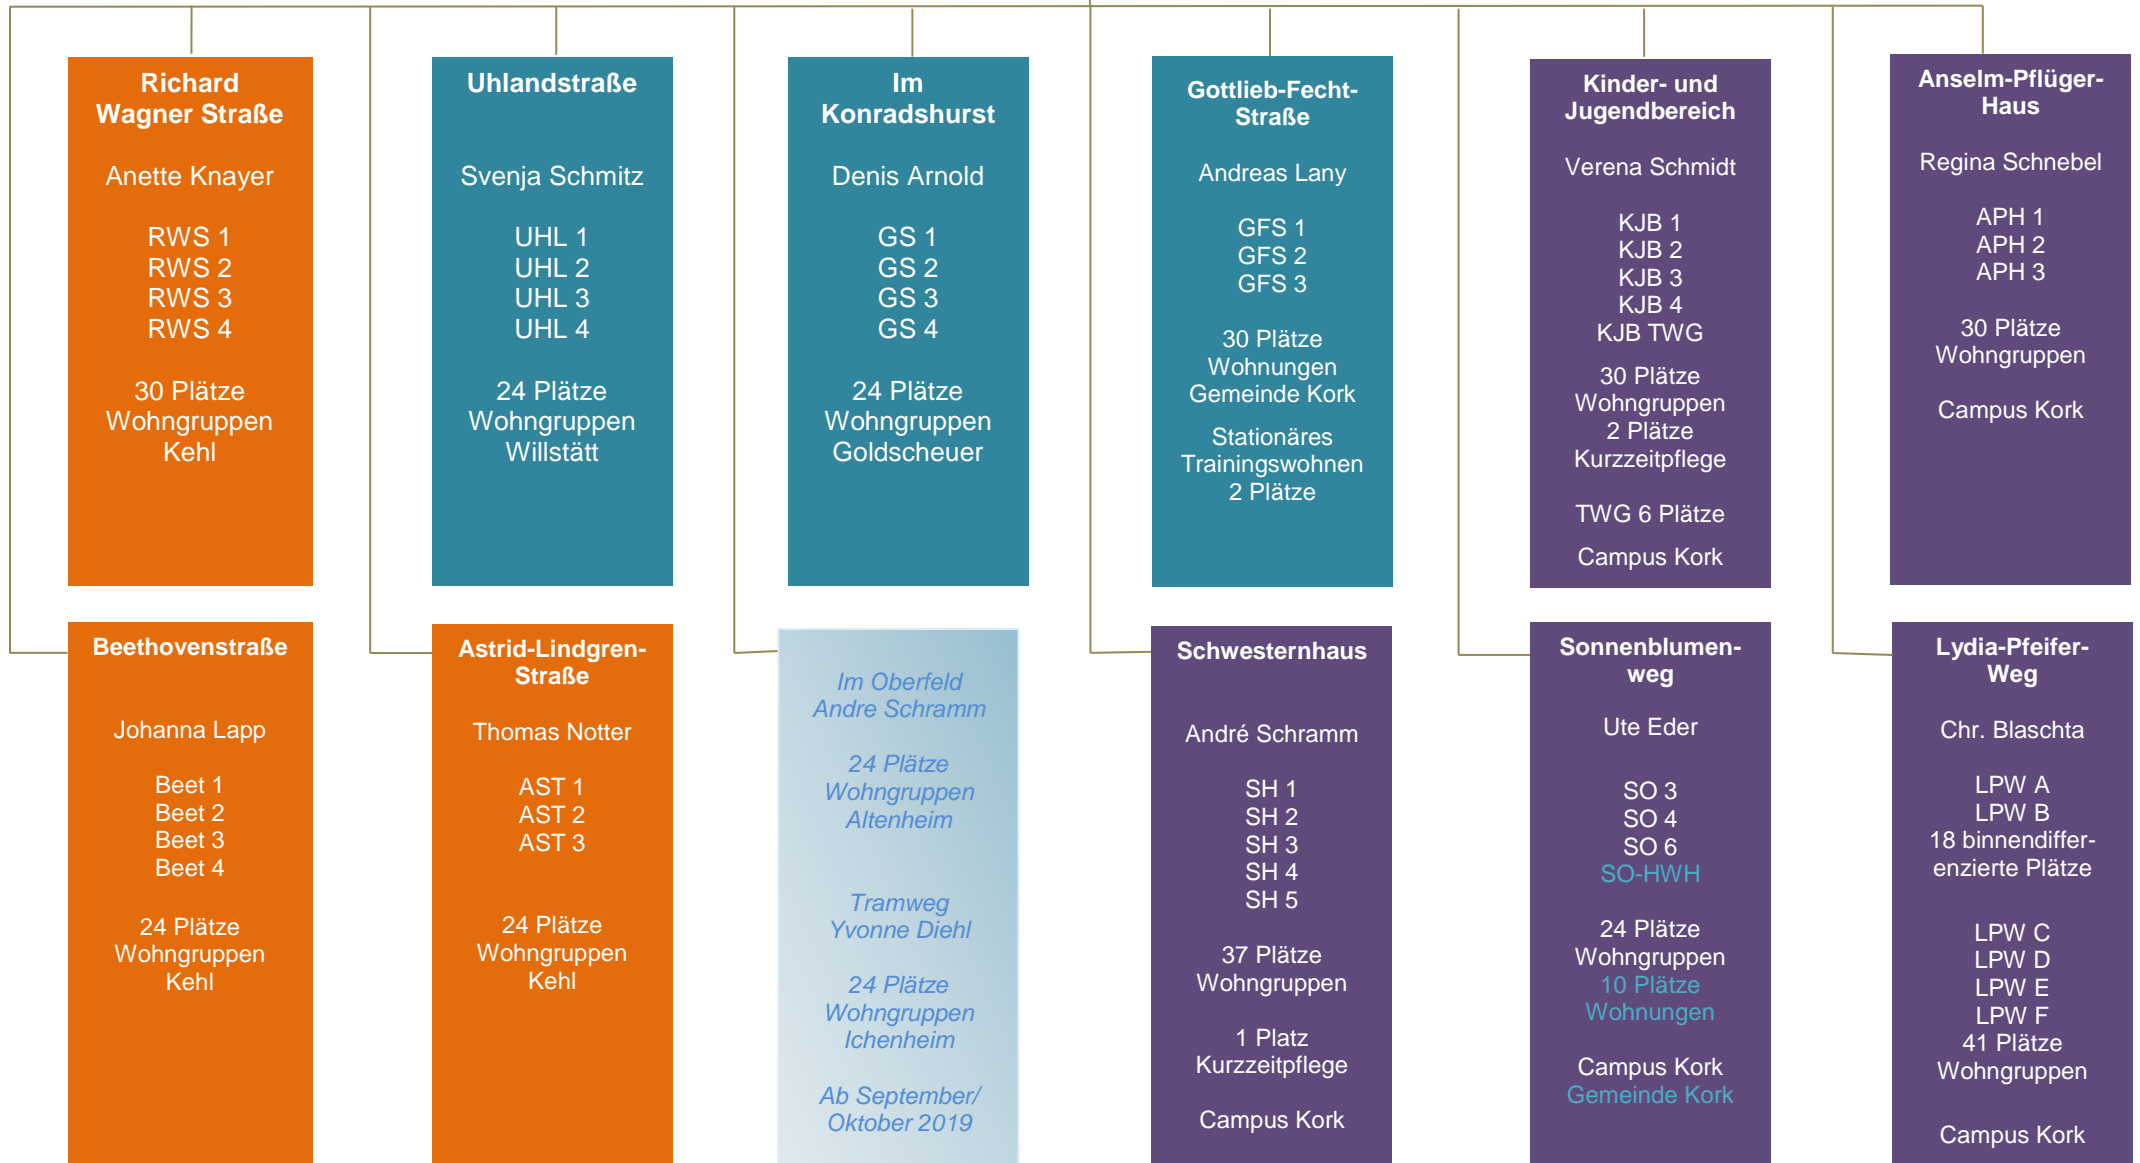 Richard
Wagner Straße
Anette Knayer
RWS 1
RWS 2
RWS 3
RWS 4
30 Plätze
Wohngruppen
Kehl
Uhlandstraße
Svenja Schmitz
UHL 1
UHL 2
UHL 3
UHL 4
24 Plätze
Wohngruppen
Willstätt
Im
Konradshurst
Denis Arnold
GS 1
GS 2
GS 3
GS 4
24 Plätze
Wohngruppen
Goldscheuer
Gottlieb-Fecht-
Straße
Andreas Lany
GFS 1
GFS 2
GFS 3
30 Plätze
Wohnungen
Gemeinde Kork
Stationäres
Trainingswohnen
2 Plätze
Kinder- und
Jugendbereich
Verena Schmidt
KJB 1
KJB 2
KJB 3
KJB 4
KJB TWG
30 Plätze
Wohngruppen
2 Plätze
Kurzzeitpflege
TWG 6 Plätze
Campus Kork
Anselm-Pflüger-
Haus
Regina Schnebel
APH 1
APH 2
APH 3
30 Plätze
Wohngruppen
Campus Kork
Beethovenstraße
Johanna Lapp
Beet 1
Beet 2
Beet 3
Beet 4
24 Plätze
Wohngruppen
Kehl
Astrid-Lindgren-
Straße
Thomas Notter
AST 1
AST 2
AST 3
24 Plätze
Wohngruppen
Kehl
Im Oberfeld
Andre Schramm
24 Plätze
Wohngruppen
Altenheim
Tramweg
Yvonne Diehl
24 Plätze
Wohngruppen
Ichenheim
Ab September/
Oktober 2019
Schwesternhaus
André Schramm
SH 1
SH 2
SH 3
SH 4
SH 5
37 Plätze
Wohngruppen
1 Platz
Kurzzeitpflege
Campus Kork
Sonnenblumen-
weg
Ute Eder
SO 3
SO 4
SO 6
SO-HWH
24 Plätze
Wohngruppen
10 Plätze
Wohnungen
Campus Kork
Gemeinde Kork
Lydia-Pfeifer-
Weg
Chr. Blaschta
LPW A
LPW B
18 binnendiffer-
enzierte Plätze
LPW C
LPW D
LPW E
LPW F
41 Plätze
Wohngruppen
Campus Kork